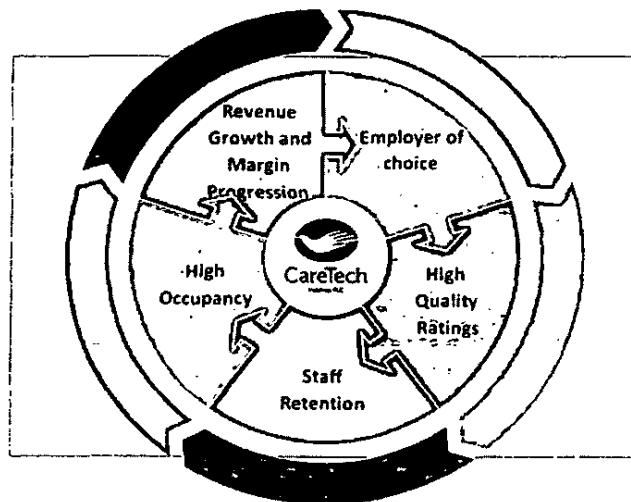 Revenue
Growth and
Margin
Progression
Employer of
choice
High
Occupancy
CareTech
High
Quality
Ratings
Staff
Retention